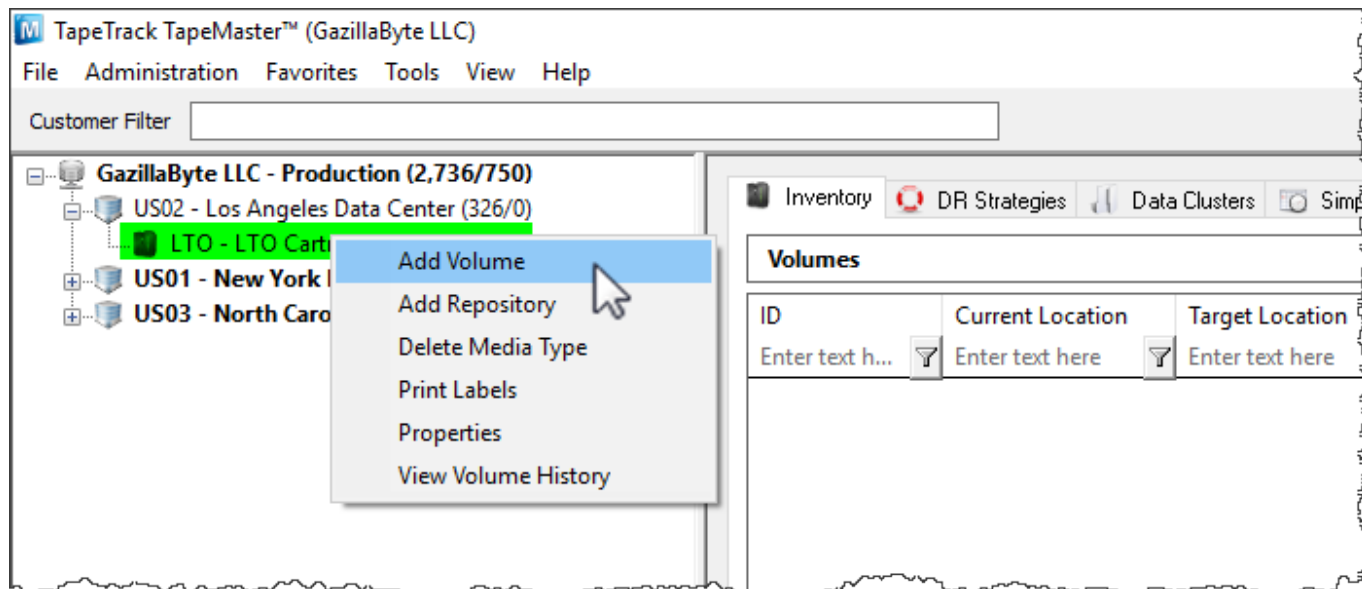 TapeTrack TapeMaster™ (GazillaByte LLC)
File Administration Favorites Tools View Help
Customer Filter
GazillaByte LLC - Production (2,736/750)
US02 - Los Angeles Data Center (326/0)
LTO - LTO
US01 - New York
US03 - North
Add Volume
Add Repository
Delete Media Type
Print Labels
Properties
View Volume History
Inventory DR Strategies Data Clusters
Volumes
ID Current Location Target Location
Enter text h... Enter text here Enter text here